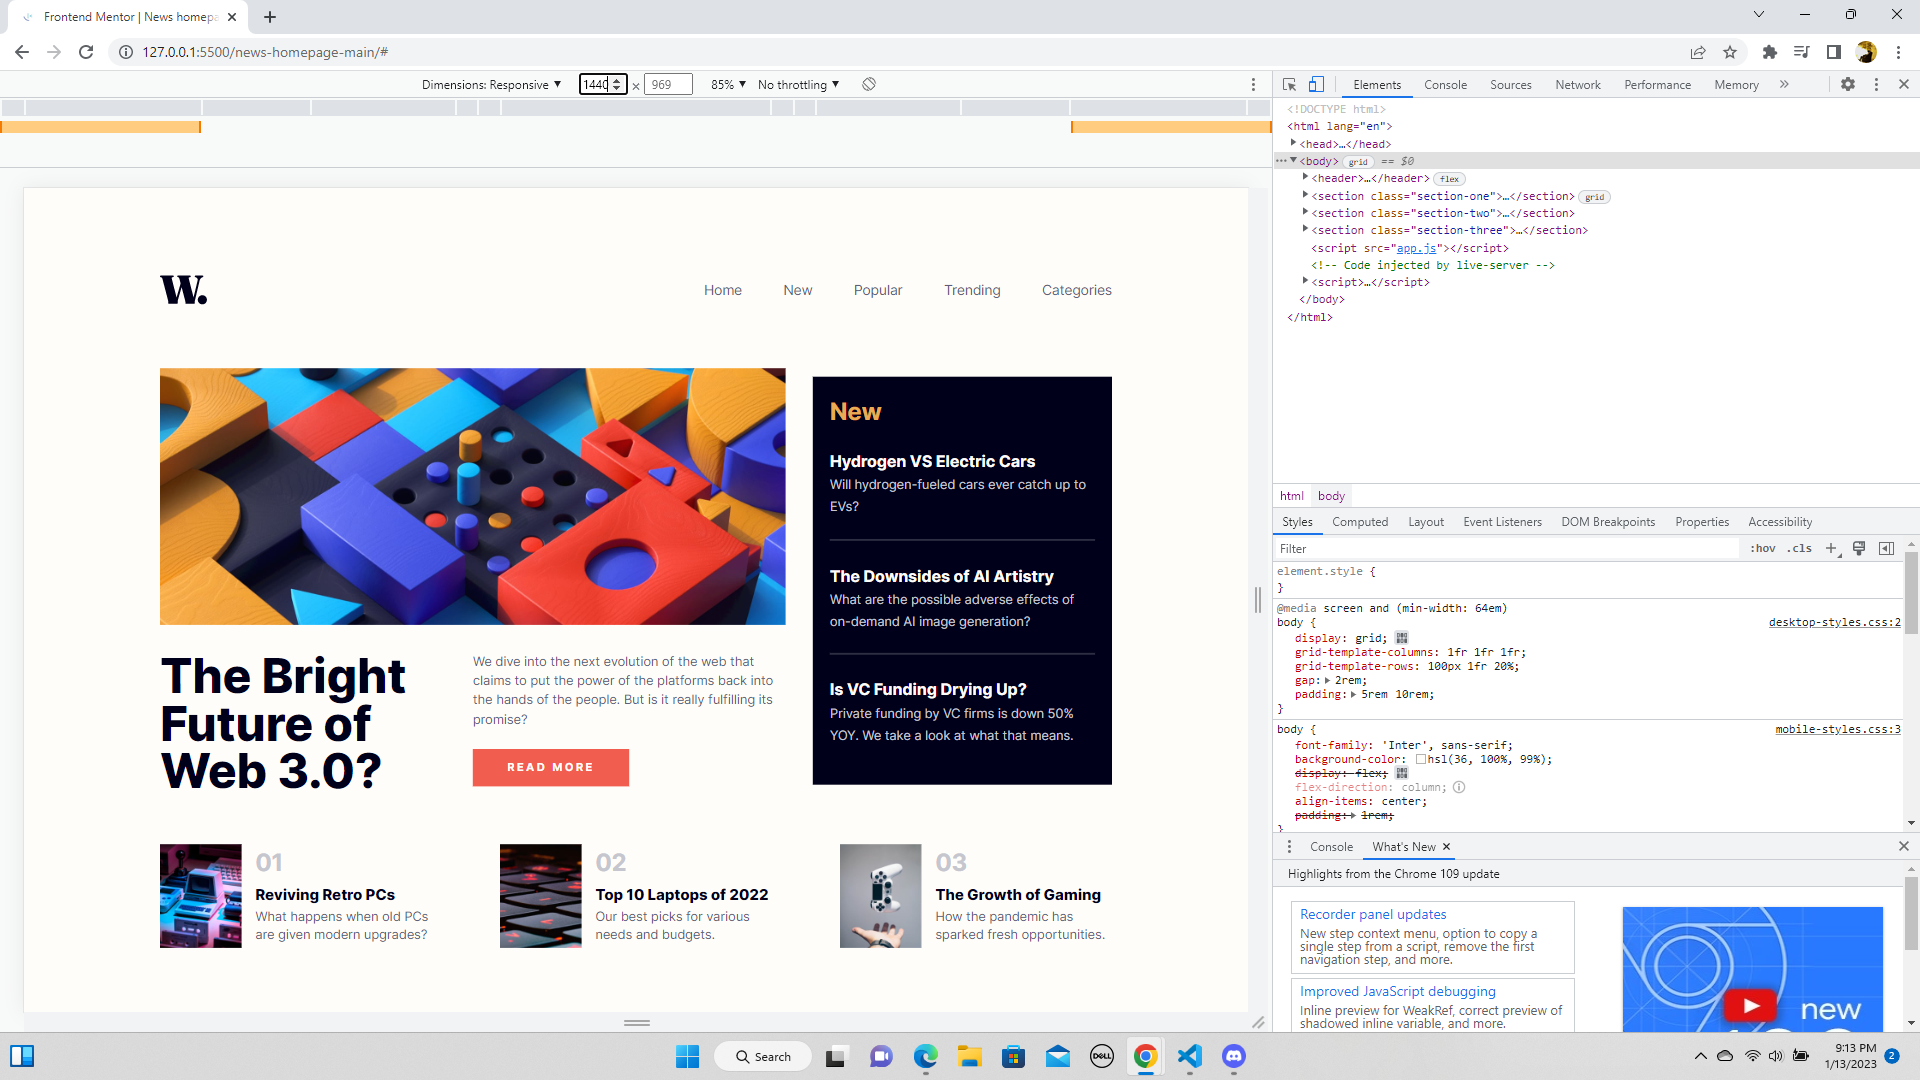 Frontend Mentor | News homepa
127.0.0.1:5500/news-homepage-main/#
Dimensions: Responsive ▼ 1440 × 969 85% ▼ No throttling ▼
W.
Home New Popular Trending Categories
The Bright
Future of
Web 3.0?
We dive into the next evolution of the web that
claims to put the power of the platforms back into
the hands of the people. But is it really fulfilling its
promise?
READ MORE
New
Hydrogen VS Electric Cars
Will hydrogen-fueled cars ever catch up to
EVs?
The Downsides of AI Artistry
What are the possible adverse effects of
on-demand AI image generation?
Is VC Funding Drying Up?
Private funding by VC firms is down 50%
YOY. We take a look at what that means.
01
Reviving Retro PCs
What happens when old PCs
are given modern upgrades?
02
Top 10 Laptops of 2022
Our best picks for various
needs and budgets.
03
The Growth of Gaming
How the pandemic has
sparked fresh opportunities.
Elements Console Sources Network Performance Memory »
<!DOCTYPE html>
<html lang="en">
<head>…</head>
<body> grid == $0
<header>…</header> flex
<section class="section-one">…</section> grid
<section class="section-two">…</section>
<section class="section-three">…</section>
<script src="app.js"></script>
<!-- Code injected by live-server -->
<script>…</script>
</body>
</html>
html body
Styles Computed Layout Event Listeners DOM Breakpoints Properties Accessibility
Filter :hov .cls +
element.style {
}
@media screen and (min-width: 64em)
body { desktop-styles.css:2
display: grid;
grid-template-columns: 1fr 1fr 1fr;
grid-template-rows: 100px 1fr 20%;
gap: 2rem;
padding: 5rem 10rem;
}
body { mobile-styles.css:3
font-family: 'Inter', sans-serif;
background-color: hsl(36, 100%, 99%);
display: flex;
flex-direction: column;
align-items: center;
padding: 1rem;
}
Console What's New
Highlights from the Chrome 109 update
Recorder panel updates
New step context menu, option to copy a
single step from a script, remove the first
navigation step, and more.
Improved JavaScript debugging
Inline preview for WeakRef, correct preview of
shadowed inline variable, and more.
new
Search
DELL
9:13 PM
1/13/2023
2